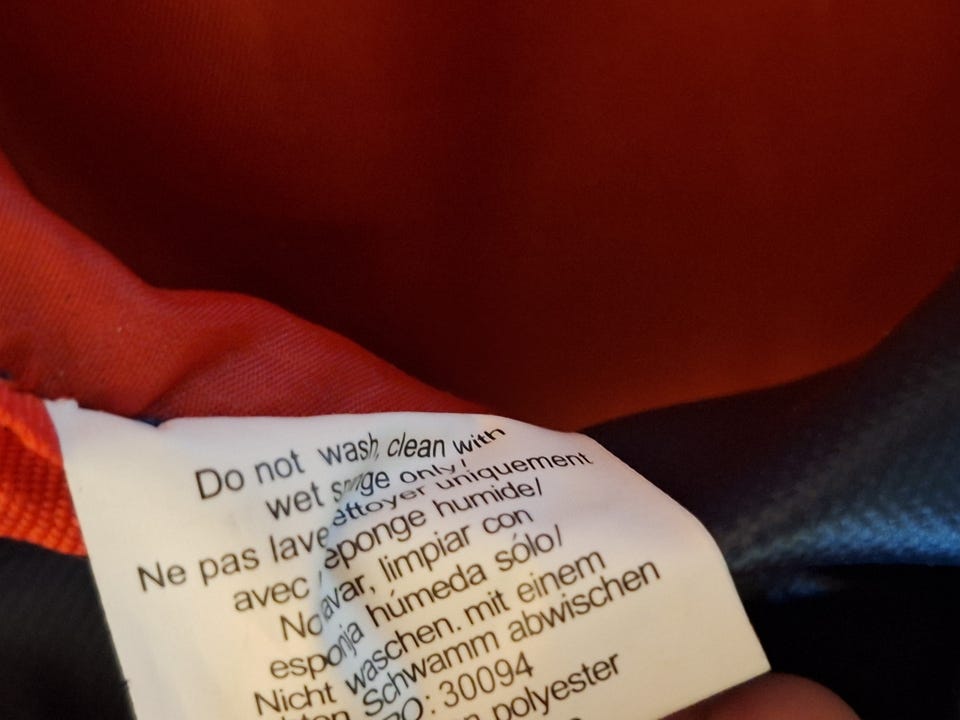 Do not wash, clean with
wet sponge only/
Ne pas laver, nettoyer uniquement
avec éponge humide/
No lavar, limpiar con
esponja húmeda sólo/
Nicht waschen. mit einem
Schwamm abwischen
: 30094
polyester